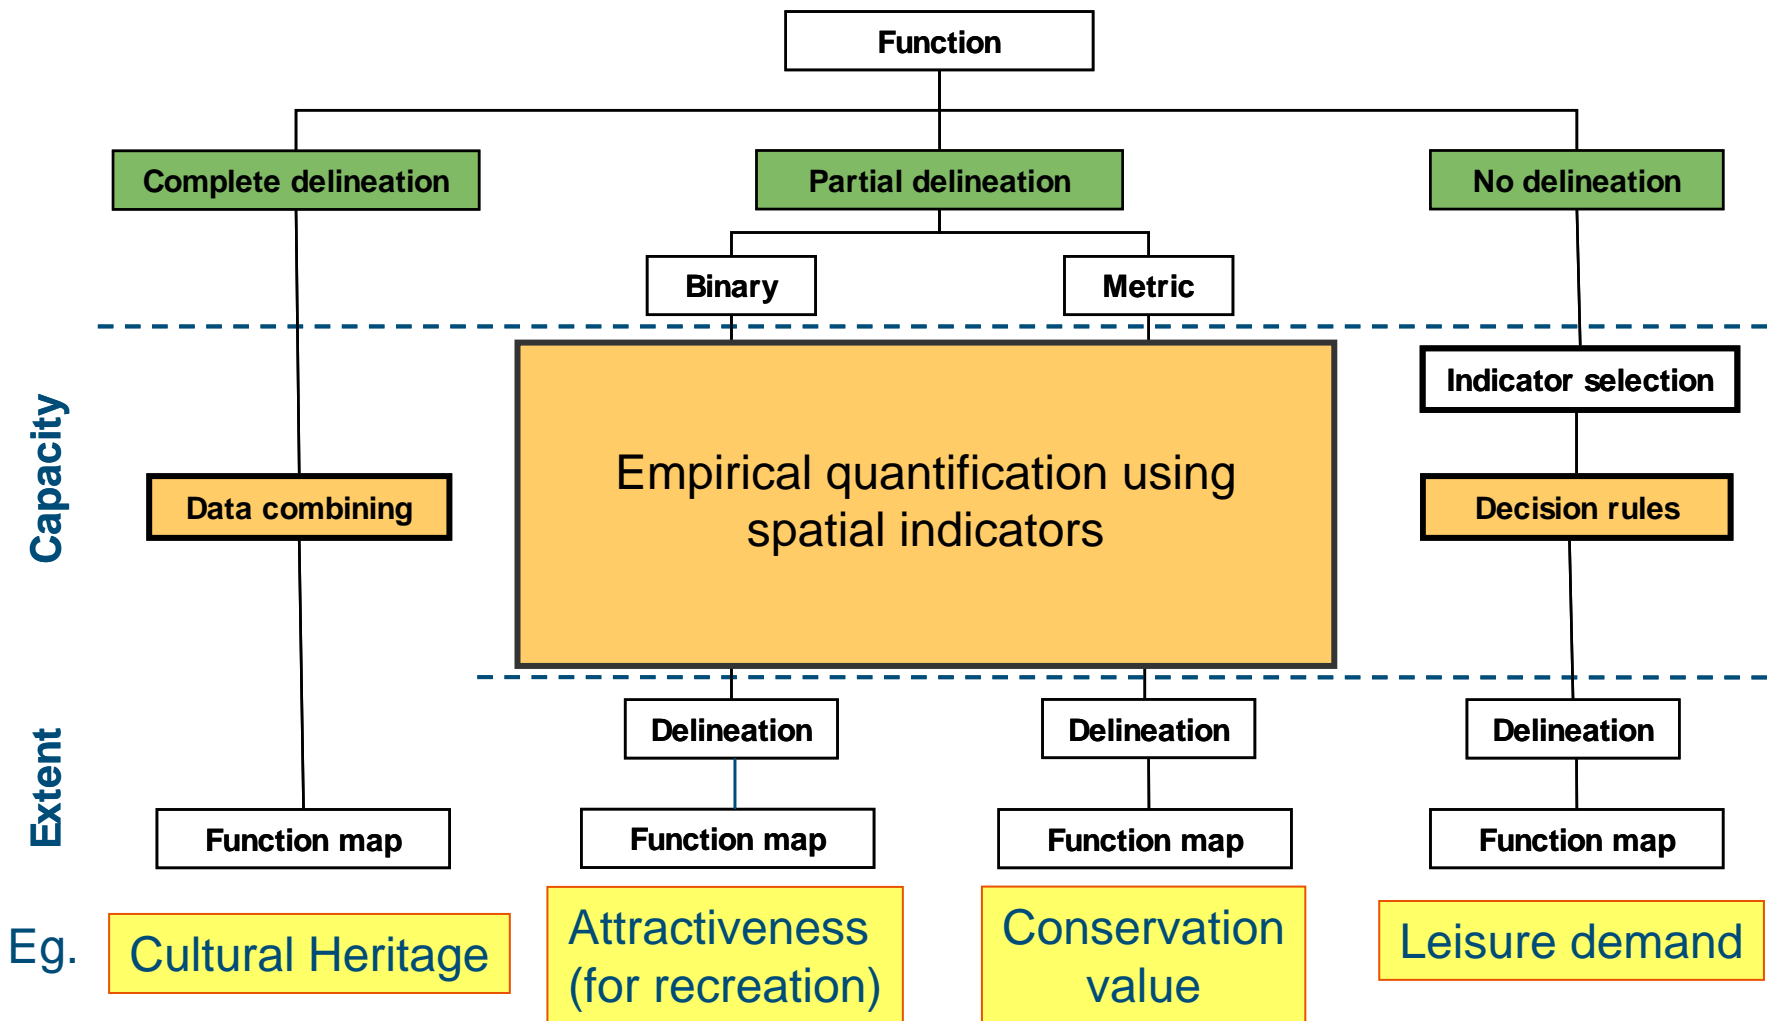 Function
Complete delineation
Partial delineation
No delineation
Binary
Metric
Capacity
Indicator selection
Empirical quantification using
spatial indicators
Data combining
Decision rules
Extent
Delineation
Delineation
Delineation
Function map
Function map
Function map
Function map
Eg.
Cultural Heritage
Attractiveness
(for recreation)
Conservation
value
Leisure demand